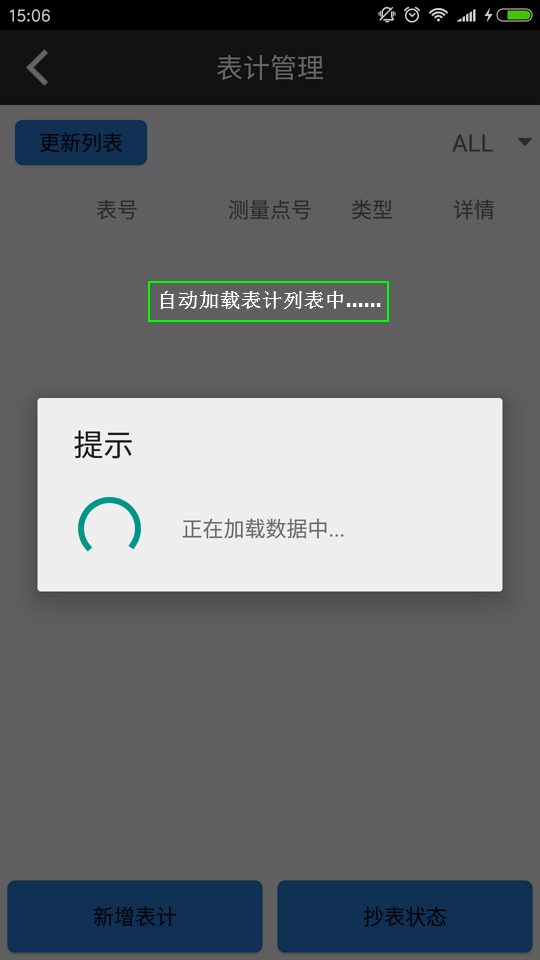 15:06
表计管理
更新列表 ALL
表号 测量点号 类型 详情
自动加载表计列表中......
提示
正在加载数据中...
新增表计 抄表状态